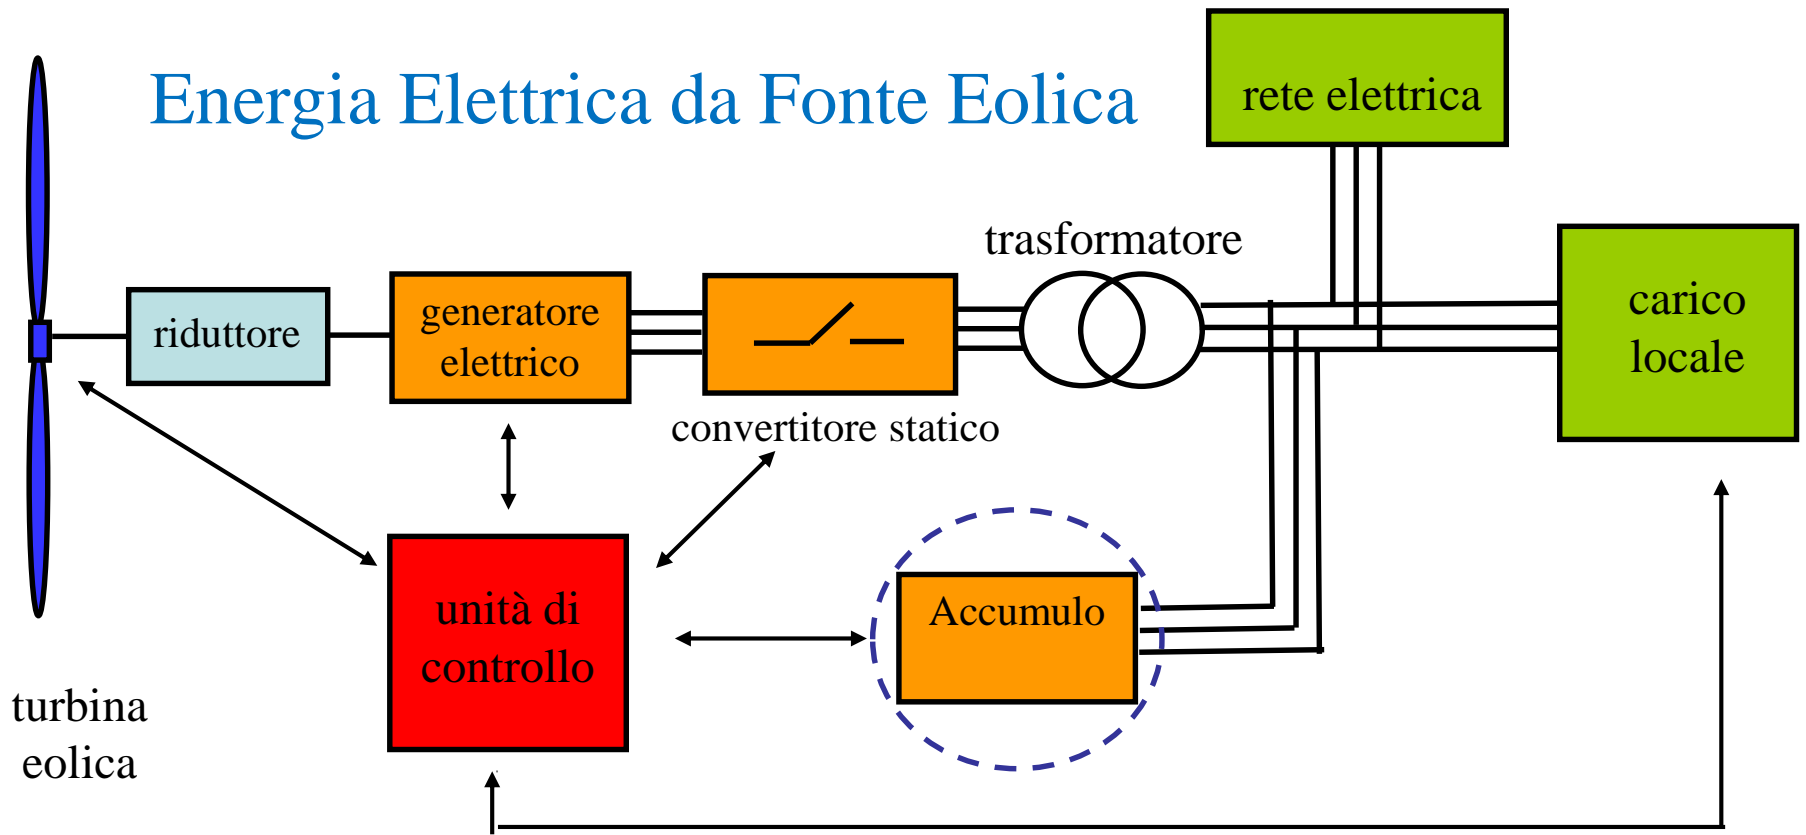 Energia Elettrica da Fonte Eolica
rete elettrica
trasformatore
riduttore
generatore
elettrico
carico
locale
convertitore statico
unità di
controllo
Accumulo
turbina
eolica